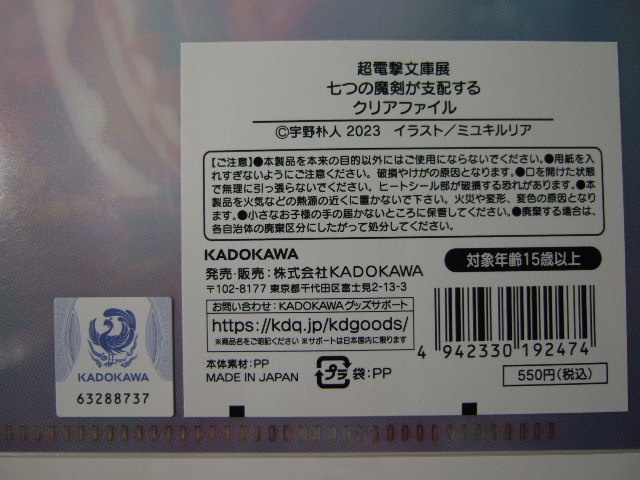 超電撃文庫展
七つの魔剣が支配する
クリアファイル
©宇野朴人 2023 イラスト/ミユキルリア
【ご注意】●本製品を本来の目的以外にはご使用にならないでください。●用紙を入
れすぎないようにご注意ください。破損やけがの原因となります。●口を開けた状態
で無理に引っ張らないでください。ヒートシール部が破損する恐れがあります。●本
製品を火気などの熱源の近くに置かないで下さい。火災や変形、変色の原因となりま
す。●小さなお子様の手の届かないところに保管してください。●廃棄する場合は、
各自治体の廃棄区分にしたがって処分してください。
KADOKAWA
発売・販売:株式会社KADOKAWA
〒102-8177 東京都千代田区富士見2-13-3
対象年齢15歳以上
お問い合わせ:KADOKAWAグッズサポート
https://kdq.jp/kdgoods/
※商品名をご明記ください ※サポートは日本国内に限ります
4 942330 192474
本体素材:PP
MADE IN JAPAN
プラ 袋:PP
550円(税込)
KADOKAWA
63288737